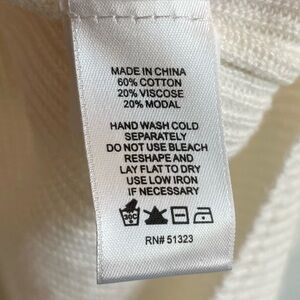 MADE IN CHINA
60% COTTON
20% VISCOSE
20% MODAL
HAND WASH COLD
SEPARATELY
DO NOT USE BLEACH
RESHAPE AND
LAY FLAT TO DRY
USE LOW IRON
IF NECESSARY
RN# 51323